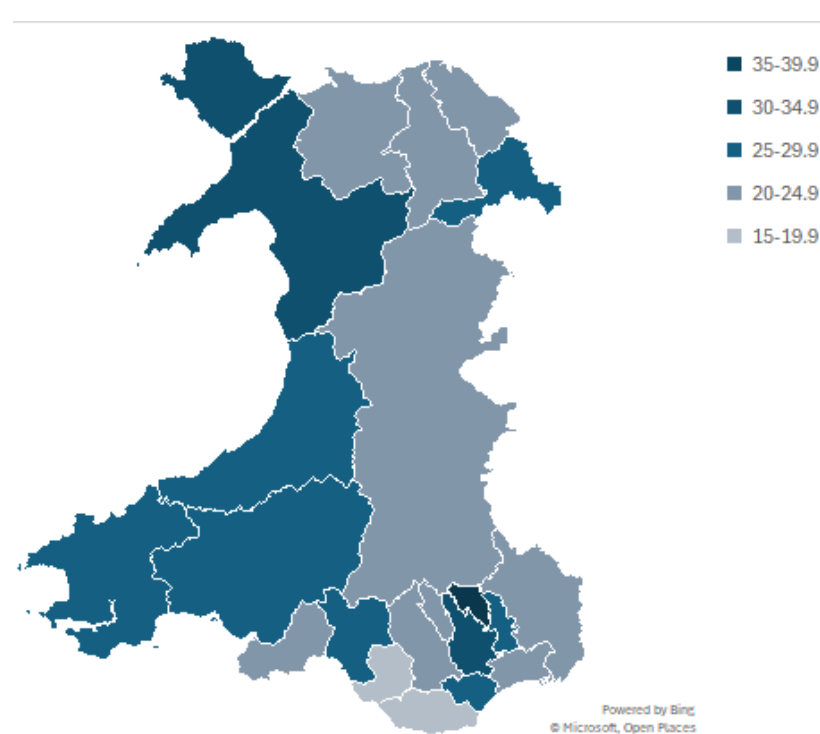 35-39.9
30-34.9
25-29.9
20-24.9
15-19.9
Powered by Bing
© Microsoft, Open Places